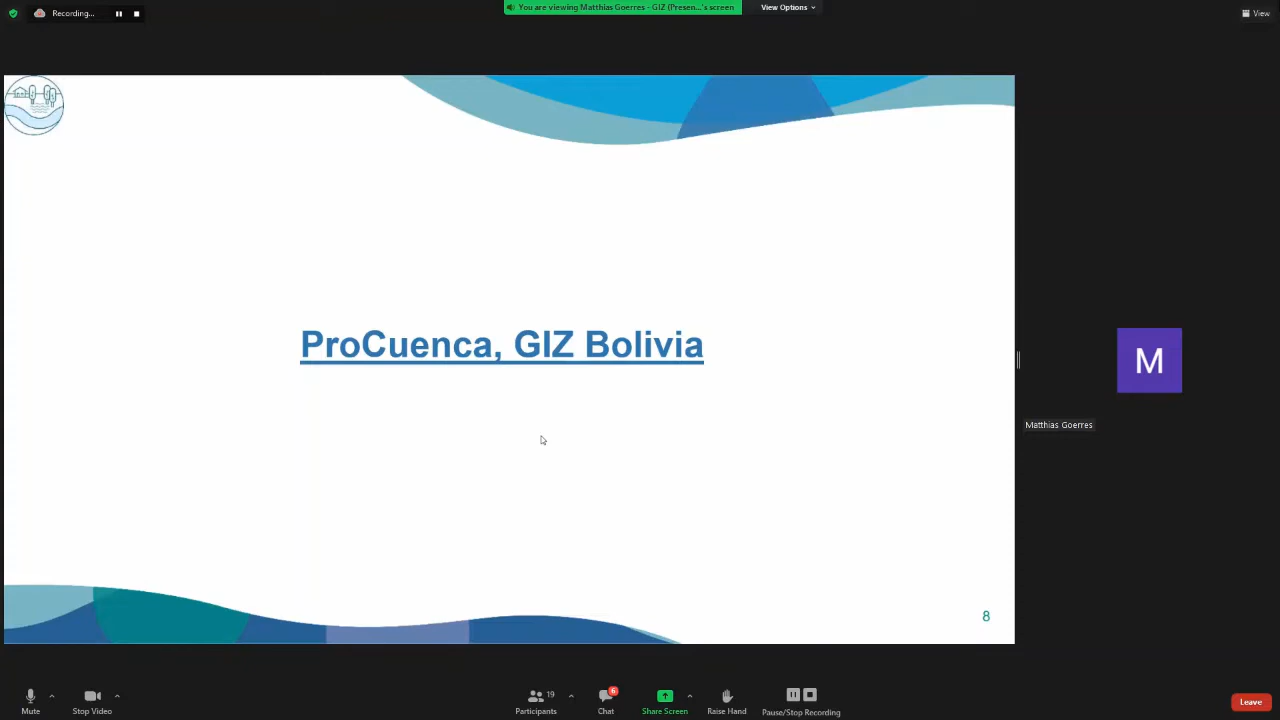 Recording...
You are viewing Matthias Goerres - GIZ (Presen...'s screen
View Options
View
ProCuenca, GIZ Bolivia
8
M
Matthias Goerres
Mute
Stop Video
19
Participants
6
Chat
Share Screen
Raise Hand
Pause/Stop Recording
Leave